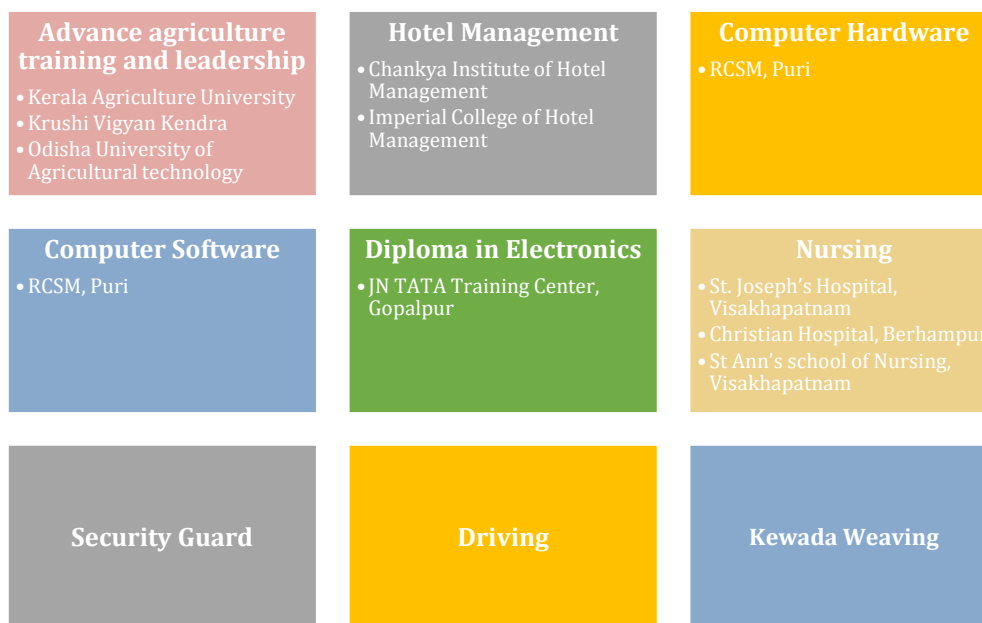 Advance agriculture
training and leadership
• Kerala Agriculture University
• Krushi Vigyan Kendra
• Odisha University of
Agricultural technology
Hotel Management
• Chankya Institute of Hotel
Management
• Imperial College of Hotel
Management
Computer Hardware
• RCSM, Puri
Computer Software
• RCSM, Puri
Diploma in Electronics
• JN TATA Training Center,
Gopalpur
Nursing
• St. Joseph's Hospital,
Visakhapatnam
• Christian Hospital, Berhampur
• St Ann's school of Nursing,
Visakhapatnam
Security Guard
Driving
Kewada Weaving